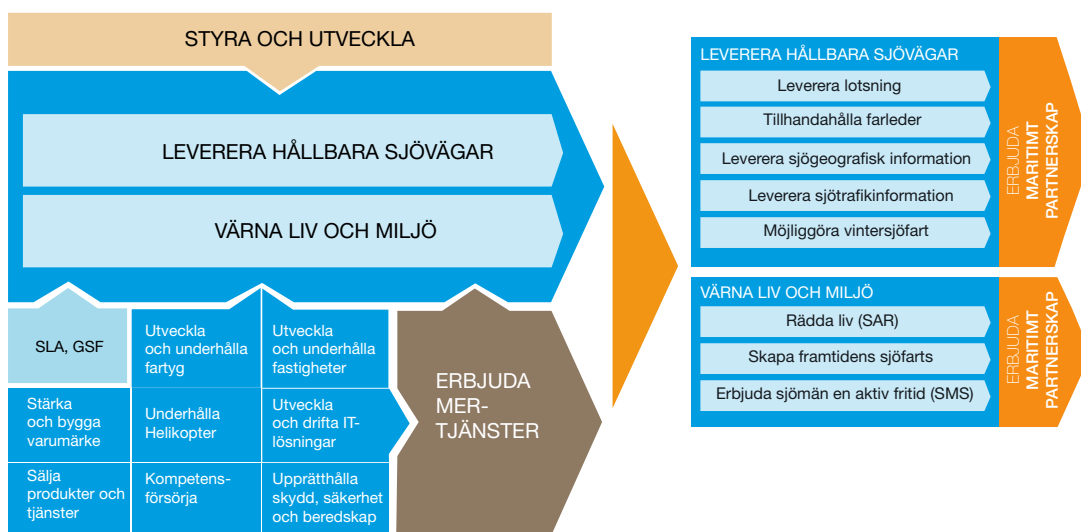 STYRA OCH UTVECKLA
LEVERERA HÅLLBARA SJÖVÄGAR
VÄRNA LIV OCH MILJÖ
SLA, GSF
Utveckla
och underhålla
fartyg
Utveckla
och underhålla
fastigheter
Stärka
och bygga
varumärke
Underhålla
Helikopter
Utveckla
och drifta IT-
lösningar
Sälja
produkter och
tjänster
Kompetens-
försörja
Upprätthålla
skydd, säkerhet
och beredskap
ERBJUDA
MER-
TJÄNSTER
LEVERERA HÅLLBARA SJÖVÄGAR
Leverera lotsning
Tillhandahålla farleder
Leverera sjögeografisk information
Leverera sjötrafikinformation
Möjliggöra vintersjöfart
ERBJUDA
MARITIMT
PARTNERSKAP
VÄRNA LIV OCH MILJÖ
Rädda liv (SAR)
Skapa framtidens sjöfarts
Erbjuda sjömän en aktiv fritid (SMS)
ERBJUDA
MARITIMT
PARTNERSKAP